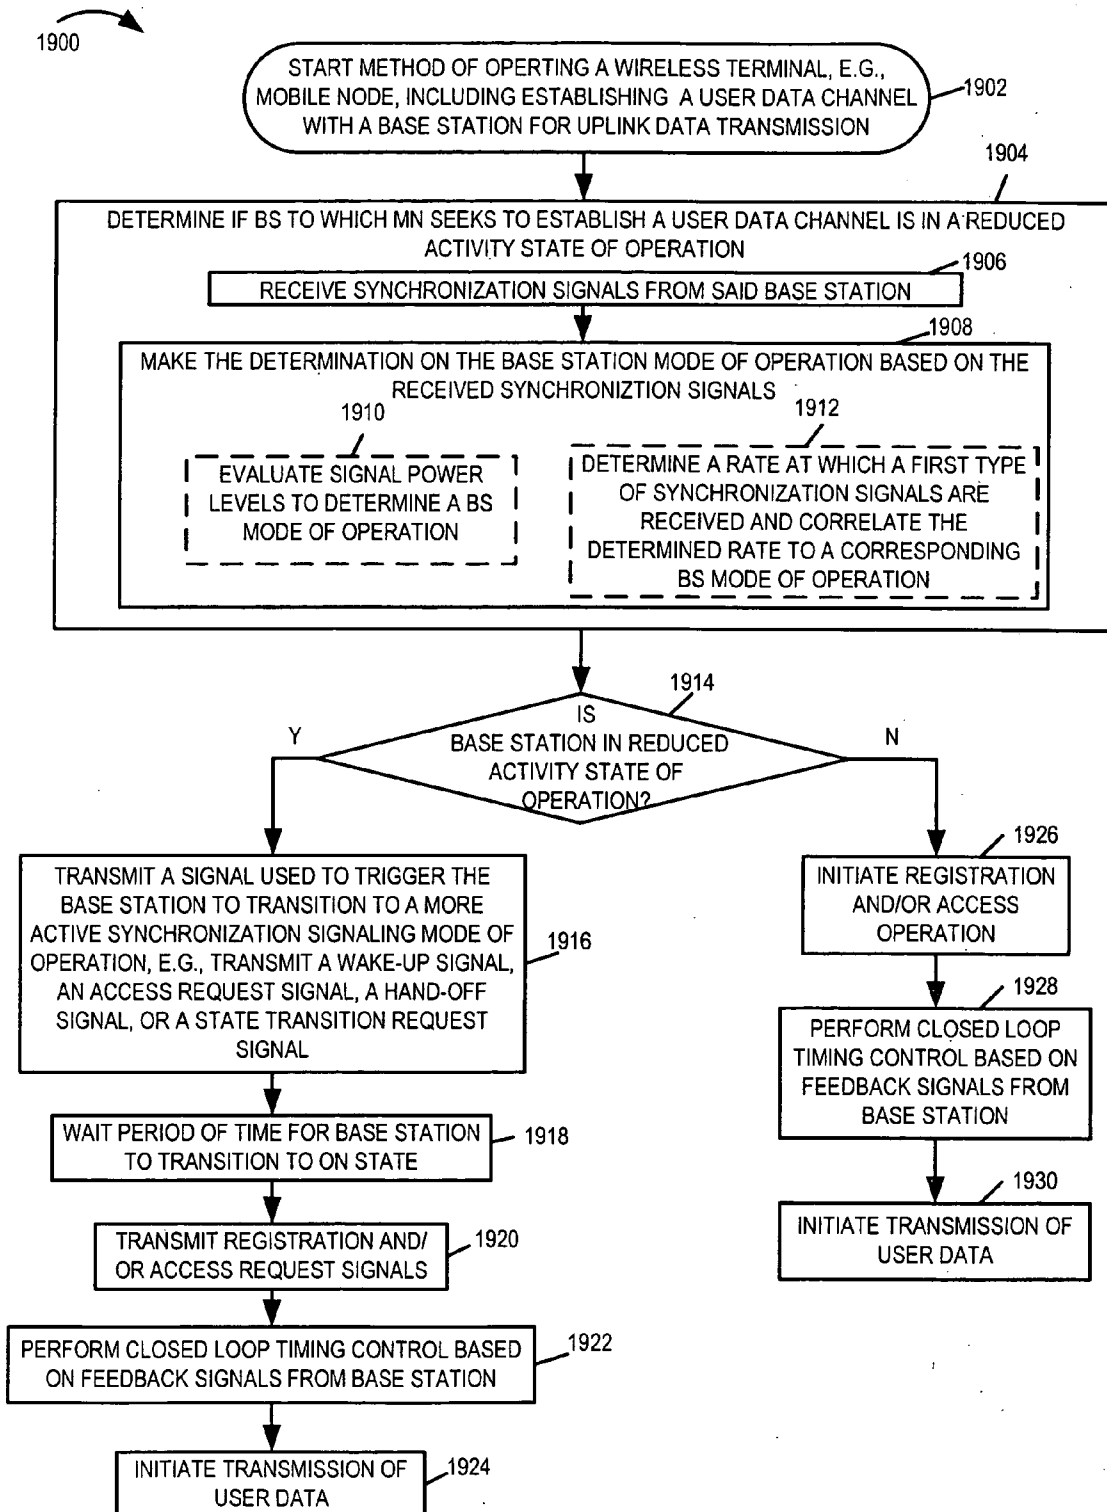 1900
START METHOD OF OPERTING A WIRELESS TERMINAL, E.G.,
MOBILE NODE, INCLUDING ESTABLISHING A USER DATA CHANNEL
WITH A BASE STATION FOR UPLINK DATA TRANSMISSION
1902
1904
DETERMINE IF BS TO WHICH MN SEEKS TO ESTABLISH A USER DATA CHANNEL IS IN A REDUCED
ACTIVITY STATE OF OPERATION
1906
RECEIVE SYNCHRONIZATION SIGNALS FROM SAID BASE STATION
1908
MAKE THE DETERMINATION ON THE BASE STATION MODE OF OPERATION BASED ON THE
RECEIVED SYNCHRONIZTION SIGNALS
1910
EVALUATE SIGNAL POWER
LEVELS TO DETERMINE A BS
MODE OF OPERATION
1912
DETERMINE A RATE AT WHICH A FIRST TYPE
OF SYNCHRONIZATION SIGNALS ARE
RECEIVED AND CORRELATE THE
DETERMINED RATE TO A CORRESPONDING
BS MODE OF OPERATION
1914
IS
BASE STATION IN REDUCED
ACTIVITY STATE OF
OPERATION?
Y
N
TRANSMIT A SIGNAL USED TO TRIGGER THE
BASE STATION TO TRANSITION TO A MORE
ACTIVE SYNCHRONIZATION SIGNALING MODE OF
OPERATION, E.G., TRANSMIT A WAKE-UP SIGNAL,
AN ACCESS REQUEST SIGNAL, A HAND-OFF
SIGNAL, OR A STATE TRANSITION REQUEST
SIGNAL
1916
WAIT PERIOD OF TIME FOR BASE STATION
TO TRANSITION TO ON STATE
1918
TRANSMIT REGISTRATION AND/
OR ACCESS REQUEST SIGNALS
1920
PERFORM CLOSED LOOP TIMING CONTROL BASED
ON FEEDBACK SIGNALS FROM BASE STATION
1922
INITIATE TRANSMISSION OF
USER DATA
1924
1926
INITIATE REGISTRATION
AND/OR ACCESS
OPERATION
1928
PERFORM CLOSED LOOP
TIMING CONTROL BASED ON
FEEDBACK SIGNALS FROM
BASE STATION
1930
INITIATE TRANSMISSION OF
USER DATA